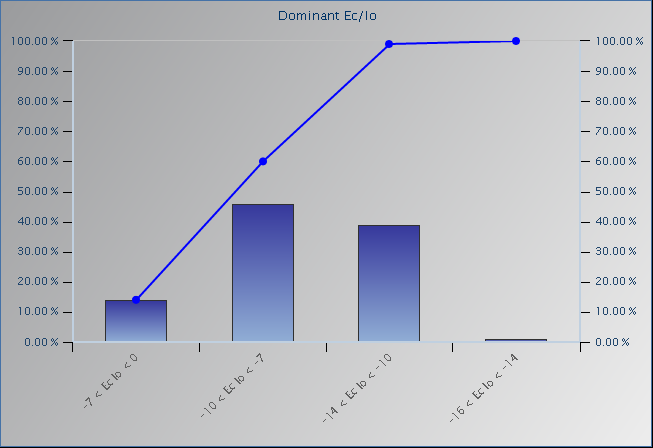 Dominant Ec/Io
100.00 % 100.00 %
90.00 % 90.00 %
80.00 % 80.00 %
70.00 % 70.00 %
60.00 % 60.00 %
50.00 % 50.00 %
40.00 % 40.00 %
30.00 % 30.00 %
20.00 % 20.00 %
10.00 % 10.00 %
0.00 % 0.00 %
-7 < Ec Io < 0
-10 < Ec Io < -7
-14 < Ec Io < -10
-16 < Ec Io < -14